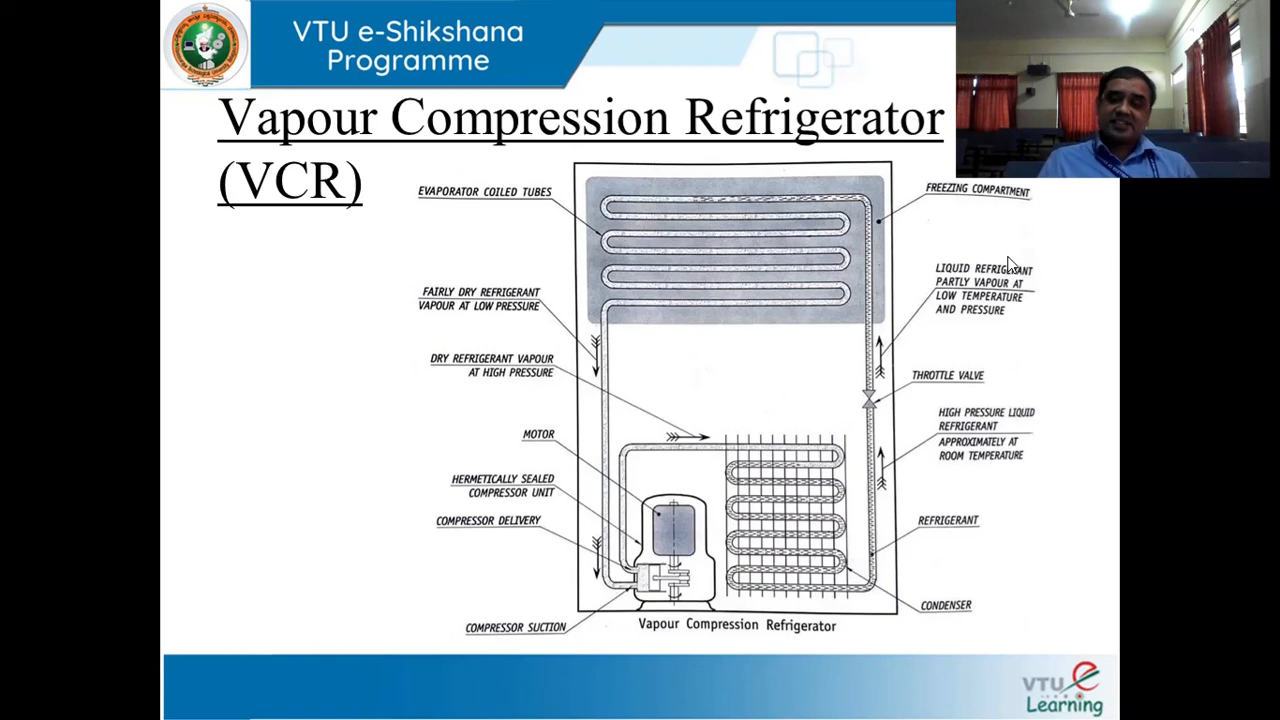 VTU e-Shikshana
Programme
Vapour Compression Refrigerator
(VCR)
EVAPORATOR COILED TUBES
FREEZING COMPARTMENT
FAIRLY DRY REFRIGERANT
VAPOUR AT LOW PRESSURE
LIQUID REFRIGERANT
PARTLY VAPOUR AT
LOW TEMPERATURE
AND PRESSURE
DRY REFRIGERANT VAPOUR
AT HIGH PRESSURE
THROTTLE VALVE
MOTOR
HIGH PRESSURE LIQUID
REFRIGERANT
APPROXIMATELY AT
ROOM TEMPERATURE
HERMETICALLY SEALED
COMPRESSOR UNIT
COMPRESSOR DELIVERY
REFRIGERANT
CONDENSER
COMPRESSOR SUCTION
Vapour Compression Refrigerator
VTU e
Learning